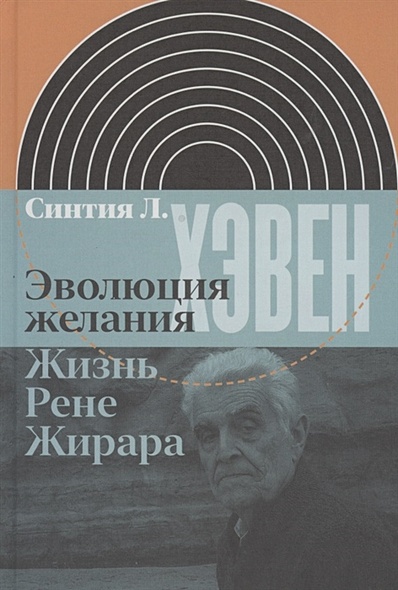 Синтия Л.
ХЭВЕН
Эволюция
желания
Жизнь
Рене
Жирара